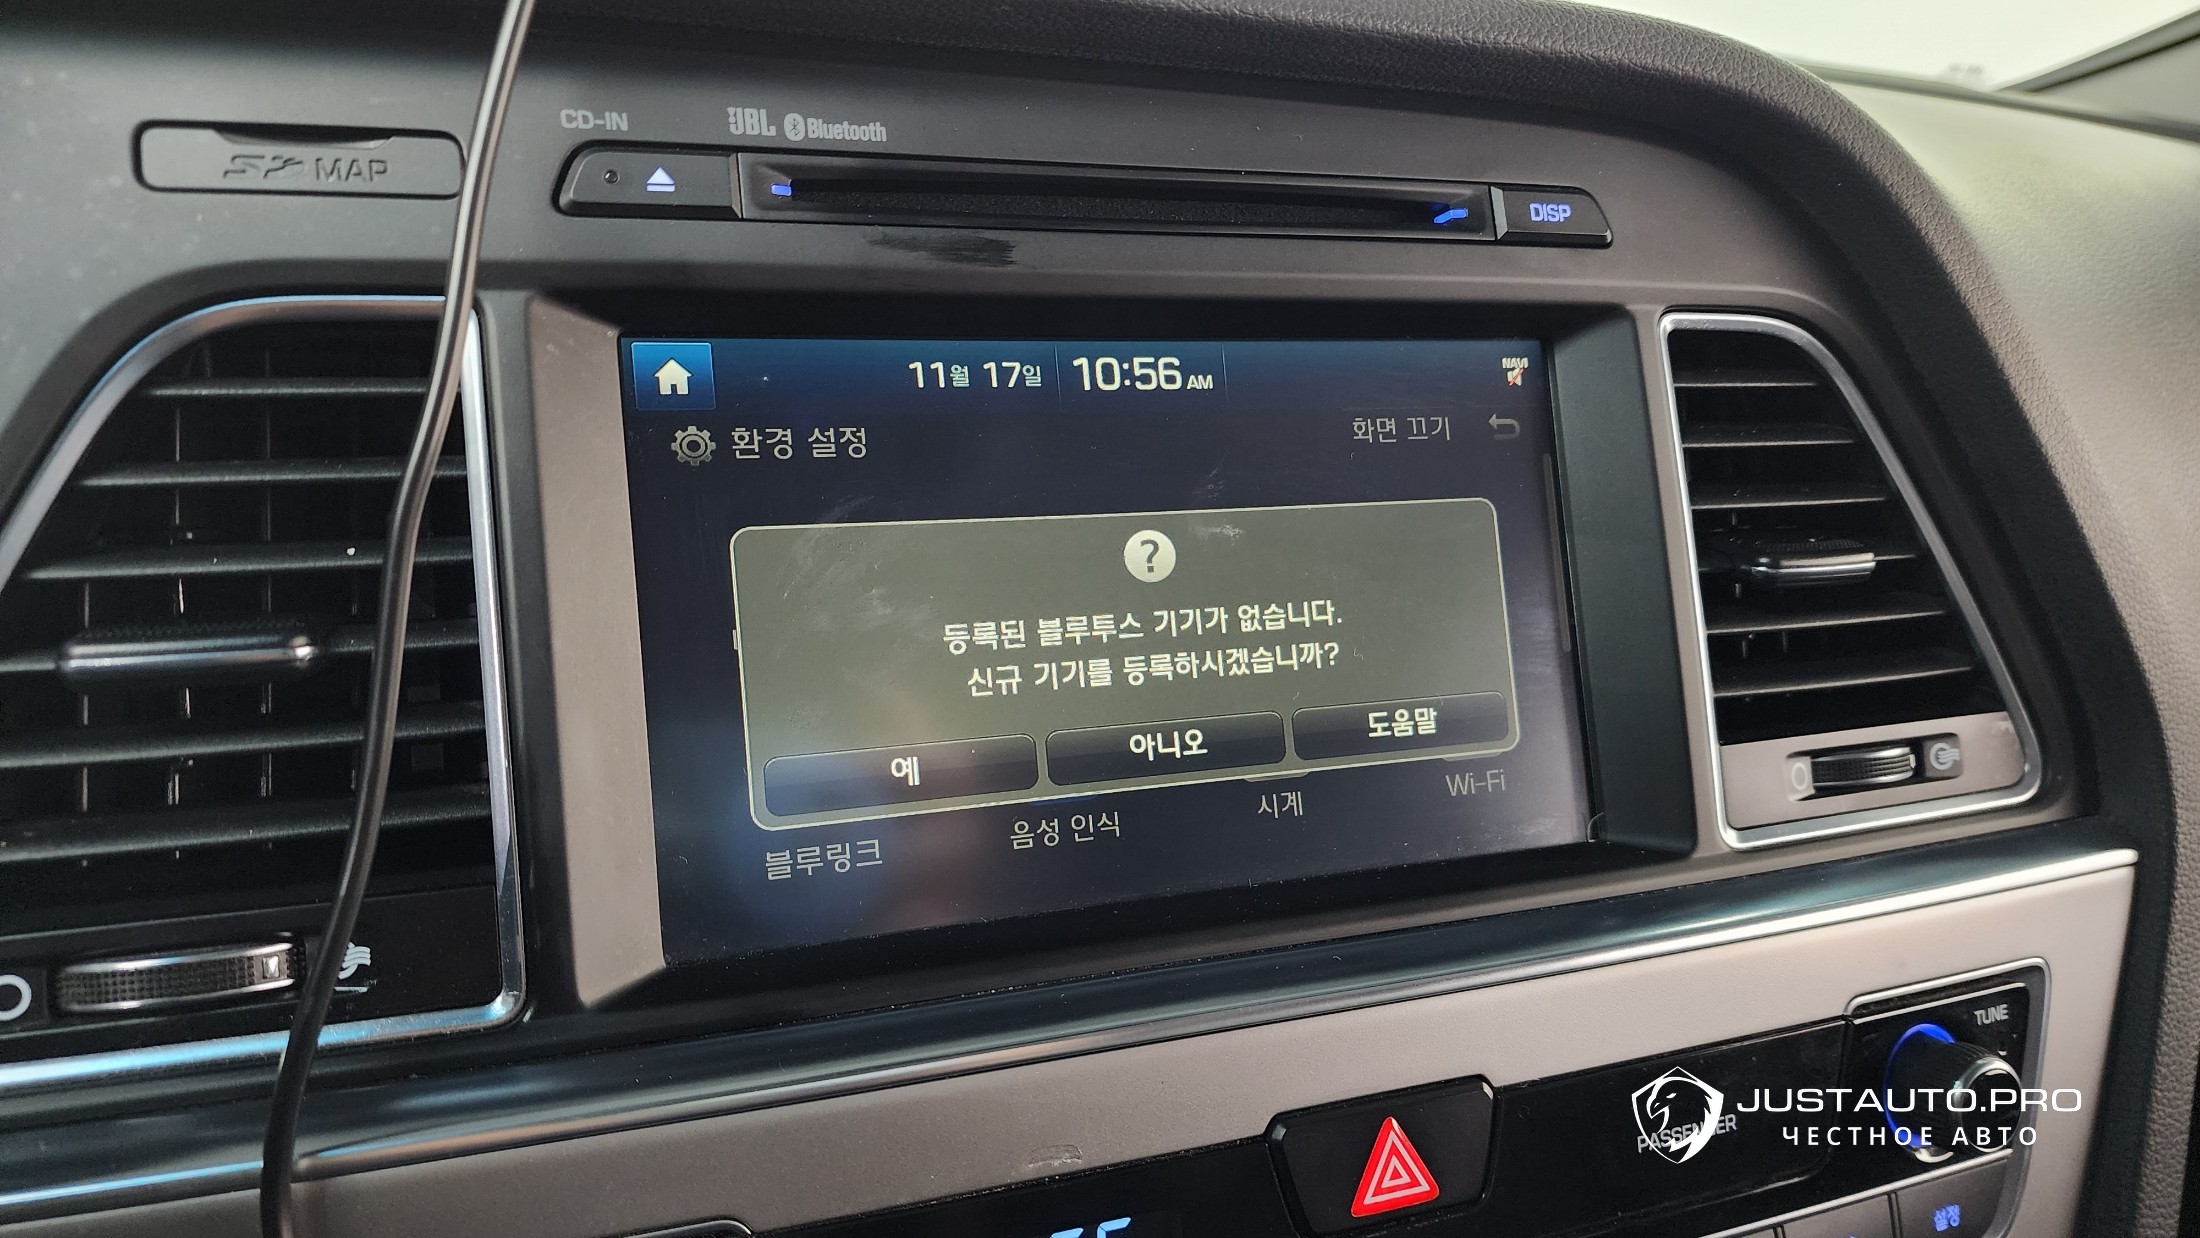 CD-IN
JBL Bluetooth
MAP
DISP
11월 17일 10:56 AM
NAVI
환경 설정
화면 끄기
?
등록된 블루투스 기기가 없습니다.
신규 기기를 등록하시겠습니까?
예
아니오
도움말
블루링크
음성 인식
시계
Wi-Fi
TUNE
PASSENGER
JUSTAUTO.PRO
ЧЕСТНОЕ АВТО
설정